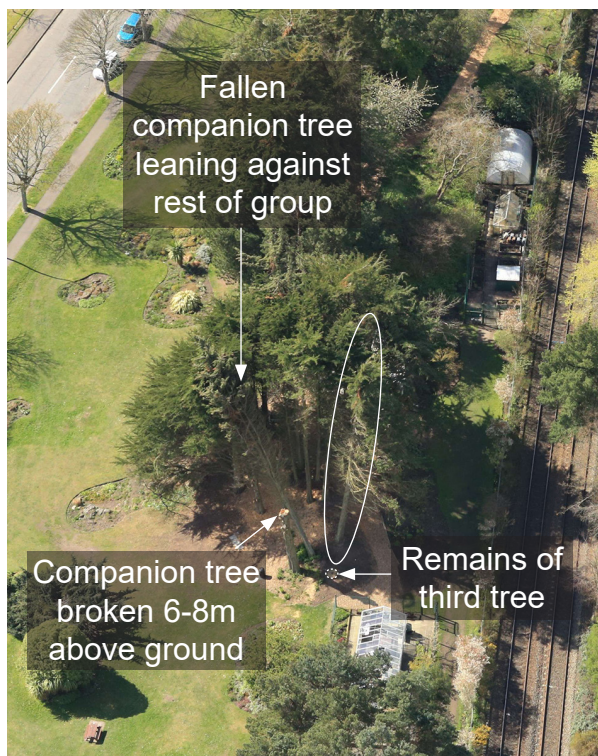 Fallen
companion tree
leaning against
rest of group
Companion tree
broken 6-8m
above ground
Remains of
third tree